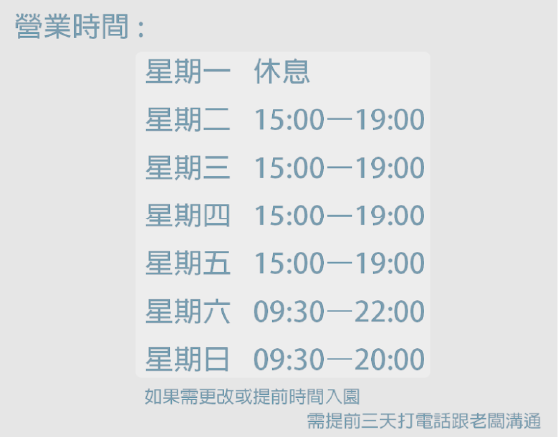 營業時間 :
星期一 休息
星期二 15:00—19:00
星期三 15:00—19:00
星期四 15:00—19:00
星期五 15:00—19:00
星期六 09:30—22:00
星期日 09:30—20:00
如果需更改或提前時間入園
需提前三天打電話跟老闆溝通